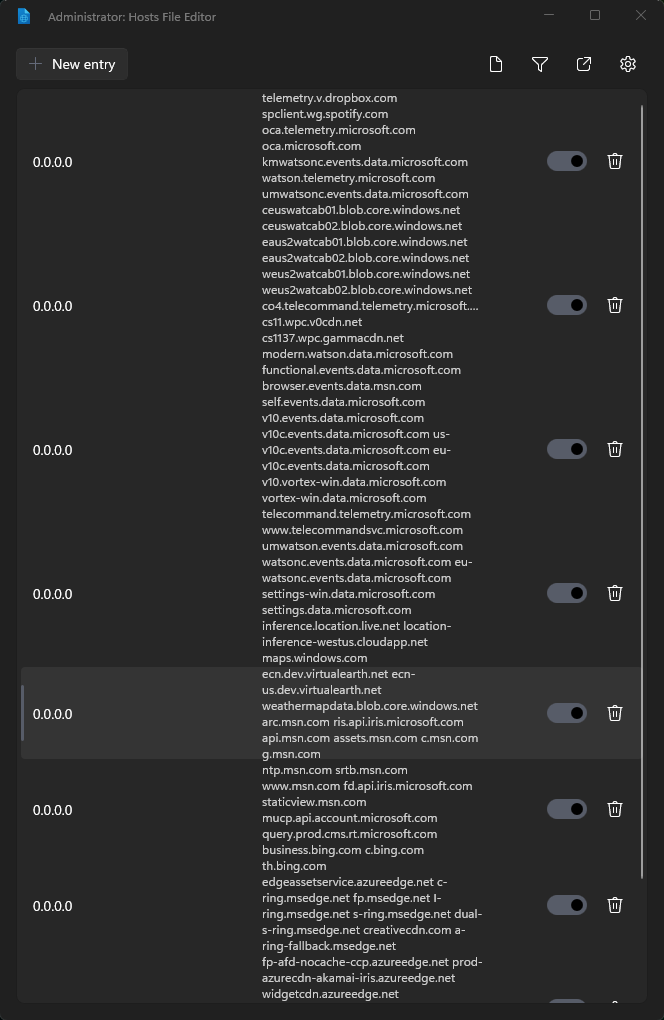 Administrator: Hosts File Editor
New entry
telemetry.v.dropbox.com
spclient.wg.spotify.com
oca.telemetry.microsoft.com
oca.microsoft.com
0.0.0.0
kmwatsonc.events.data.microsoft.com
watson.telemetry.microsoft.com
umwatsonc.events.data.microsoft.com
ceuswatcab01.blob.core.windows.net
ceuswatcab02.blob.core.windows.net
eaus2watcab01.blob.core.windows.net
eaus2watcab02.blob.core.windows.net
weus2watcab01.blob.core.windows.net
weus2watcab02.blob.core.windows.net
0.0.0.0
co4.telecommand.telemetry.microsoft....
cs11.wpc.v0cdn.net
cs1137.wpc.gammacdn.net
modern.watson.data.microsoft.com
functional.events.data.microsoft.com
browser.events.data.msn.com
self.events.data.microsoft.com
v10.events.data.microsoft.com
v10c.events.data.microsoft.com us-
0.0.0.0
v10c.events.data.microsoft.com eu-
v10c.events.data.microsoft.com
v10.vortex-win.data.microsoft.com
vortex-win.data.microsoft.com
telecommand.telemetry.microsoft.com
www.telecommandsvc.microsoft.com
umwatson.events.data.microsoft.com
watsonc.events.data.microsoft.com eu-
watsonc.events.data.microsoft.com
0.0.0.0
settings-win.data.microsoft.com
settings.data.microsoft.com
inference.location.live.net location-
inference-westus.cloudapp.net
maps.windows.com
ecn.dev.virtualearth.net ecn-
us.dev.virtualearth.net
weathermapdata.blob.core.windows.net
0.0.0.0
arc.msn.com ris.api.iris.microsoft.com
api.msn.com assets.msn.com c.msn.com
g.msn.com
ntp.msn.com srtb.msn.com
www.msn.com fd.api.iris.microsoft.com
staticview.msn.com
0.0.0.0
mucp.api.account.microsoft.com
query.prod.cms.rt.microsoft.com
business.bing.com c.bing.com
th.bing.com
edgeassetservice.azureedge.net c-
ring.msedge.net fp.msedge.net l-
0.0.0.0
ring.msedge.net s-ring.msedge.net dual-
s-ring.msedge.net creativecdn.com a-
ring-fallback.msedge.net
fp-afd-nocache-ccp.azureedge.net prod-
azurecdn-akamai-iris.azureedge.net
widgetcdn.azureedge.net